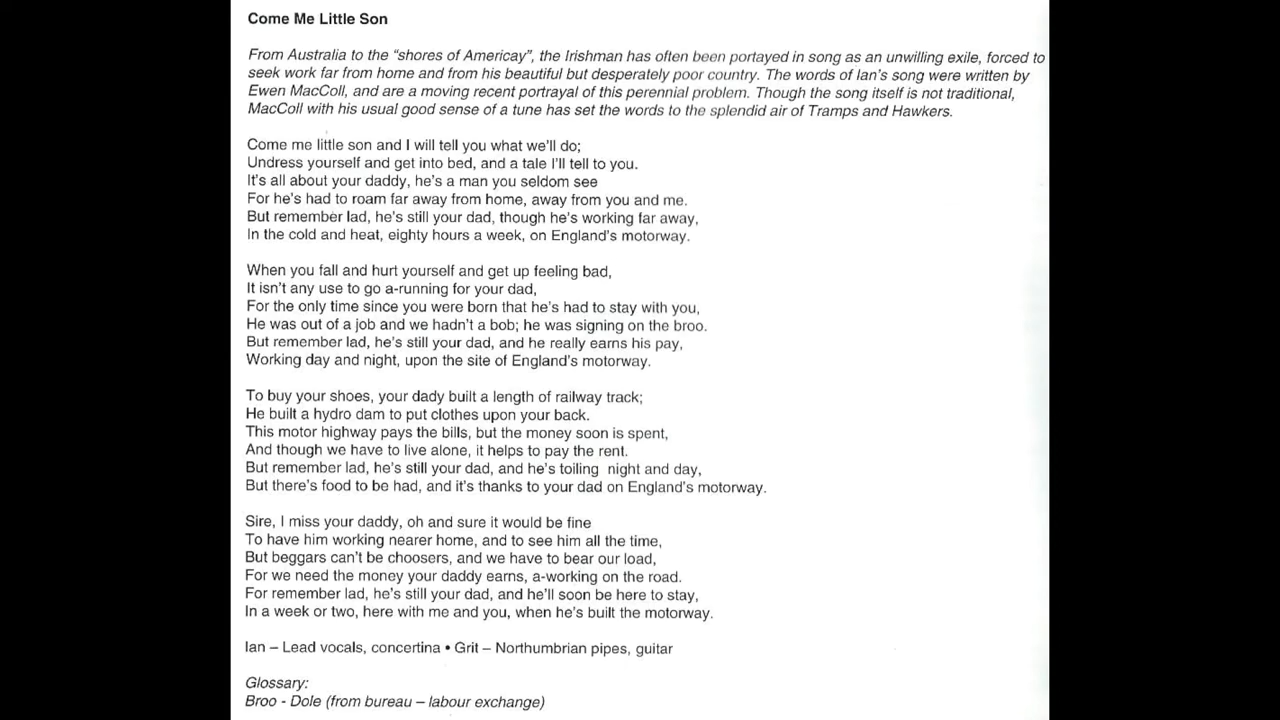 Come Me Little Son
From Australia to the “shores of Americay”, the Irishman has often been portayed in song as an unwilling exile, forced to
seek work far from home and from his beautiful but desperately poor country. The words of Ian’s song were written by
Ewen MacColl, and are a moving recent portrayal of this perennial problem. Though the song itself is not traditional,
MacColl with his usual good sense of a tune has set the words to the splendid air of Tramps and Hawkers.
Come me little son and I will tell you what we’ll do;
Undress yourself and get into bed, and a tale I’ll tell to you.
It’s all about your daddy, he’s a man you seldom see
For he’s had to roam far away from home, away from you and me.
But remember lad, he’s still your dad, though he’s working far away,
In the cold and heat, eighty hours a week, on England’s motorway.
When you fall and hurt yourself and get up feeling bad,
It isn’t any use to go a-running for your dad,
For the only time since you were born that he’s had to stay with you,
He was out of a job and we hadn’t a bob; he was signing on the broo.
But remember lad, he’s still your dad, and he really earns his pay,
Working day and night, upon the site of England’s motorway.
To buy your shoes, your dady built a length of railway track;
He built a hydro dam to put clothes upon your back.
This motor highway pays the bills, but the money soon is spent,
And though we have to live alone, it helps to pay the rent.
But remember lad, he’s still your dad, and he’s toiling night and day,
But there’s food to be had, and it’s thanks to your dad on England’s motorway.
Sire, I miss your daddy, oh and sure it would be fine
To have him working nearer home, and to see him all the time,
But beggars can’t be choosers, and we have to bear our load,
For we need the money your daddy earns, a-working on the road.
For remember lad, he’s still your dad, and he’ll soon be here to stay,
In a week or two, here with me and you, when he’s built the motorway.
Ian – Lead vocals, concertina • Grit – Northumbrian pipes, guitar
Glossary:
Broo - Dole (from bureau – labour exchange)